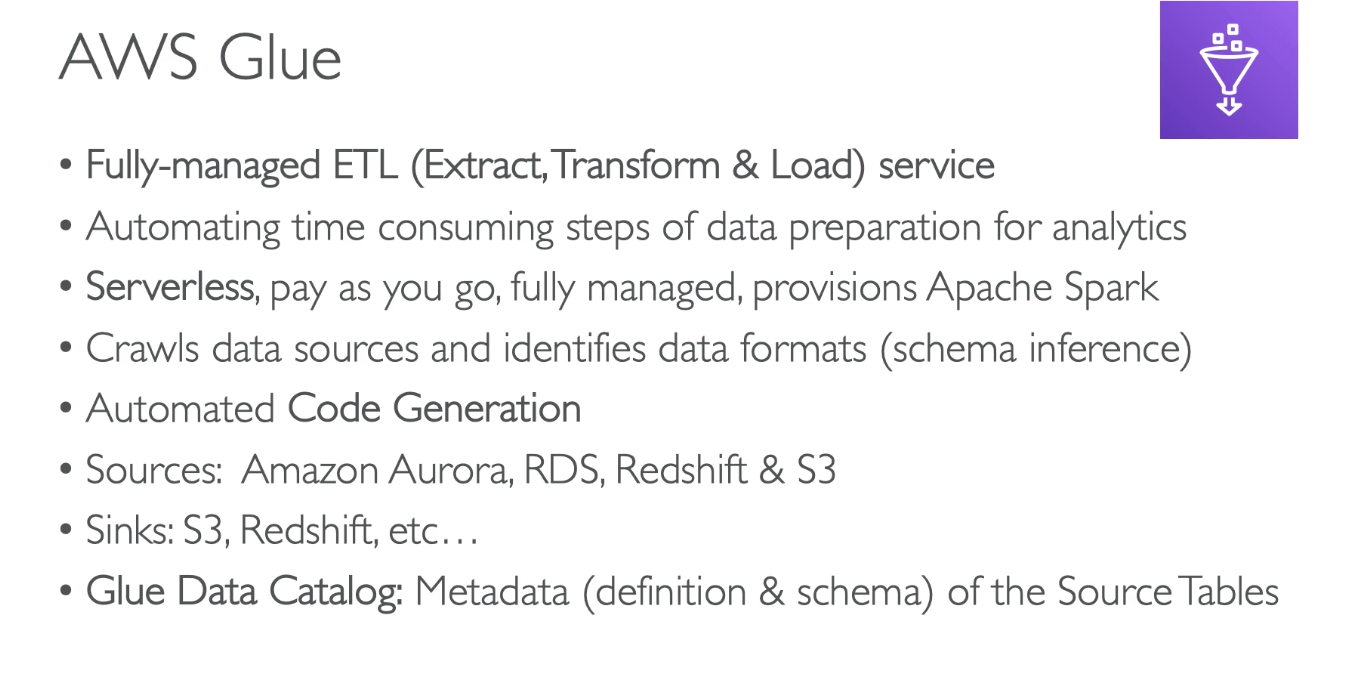 AWS Glue
• Fully-managed ETL (Extract, Transform & Load) service
• Automating time consuming steps of data preparation for analytics
• Serverless, pay as you go, fully managed, provisions Apache Spark
• Crawls data sources and identifies data formats (schema inference)
• Automated Code Generation
• Sources:  Amazon Aurora, RDS, Redshift & S3
• Sinks: S3, Redshift, etc…
• Glue Data Catalog: Metadata (definition & schema) of the Source Tables